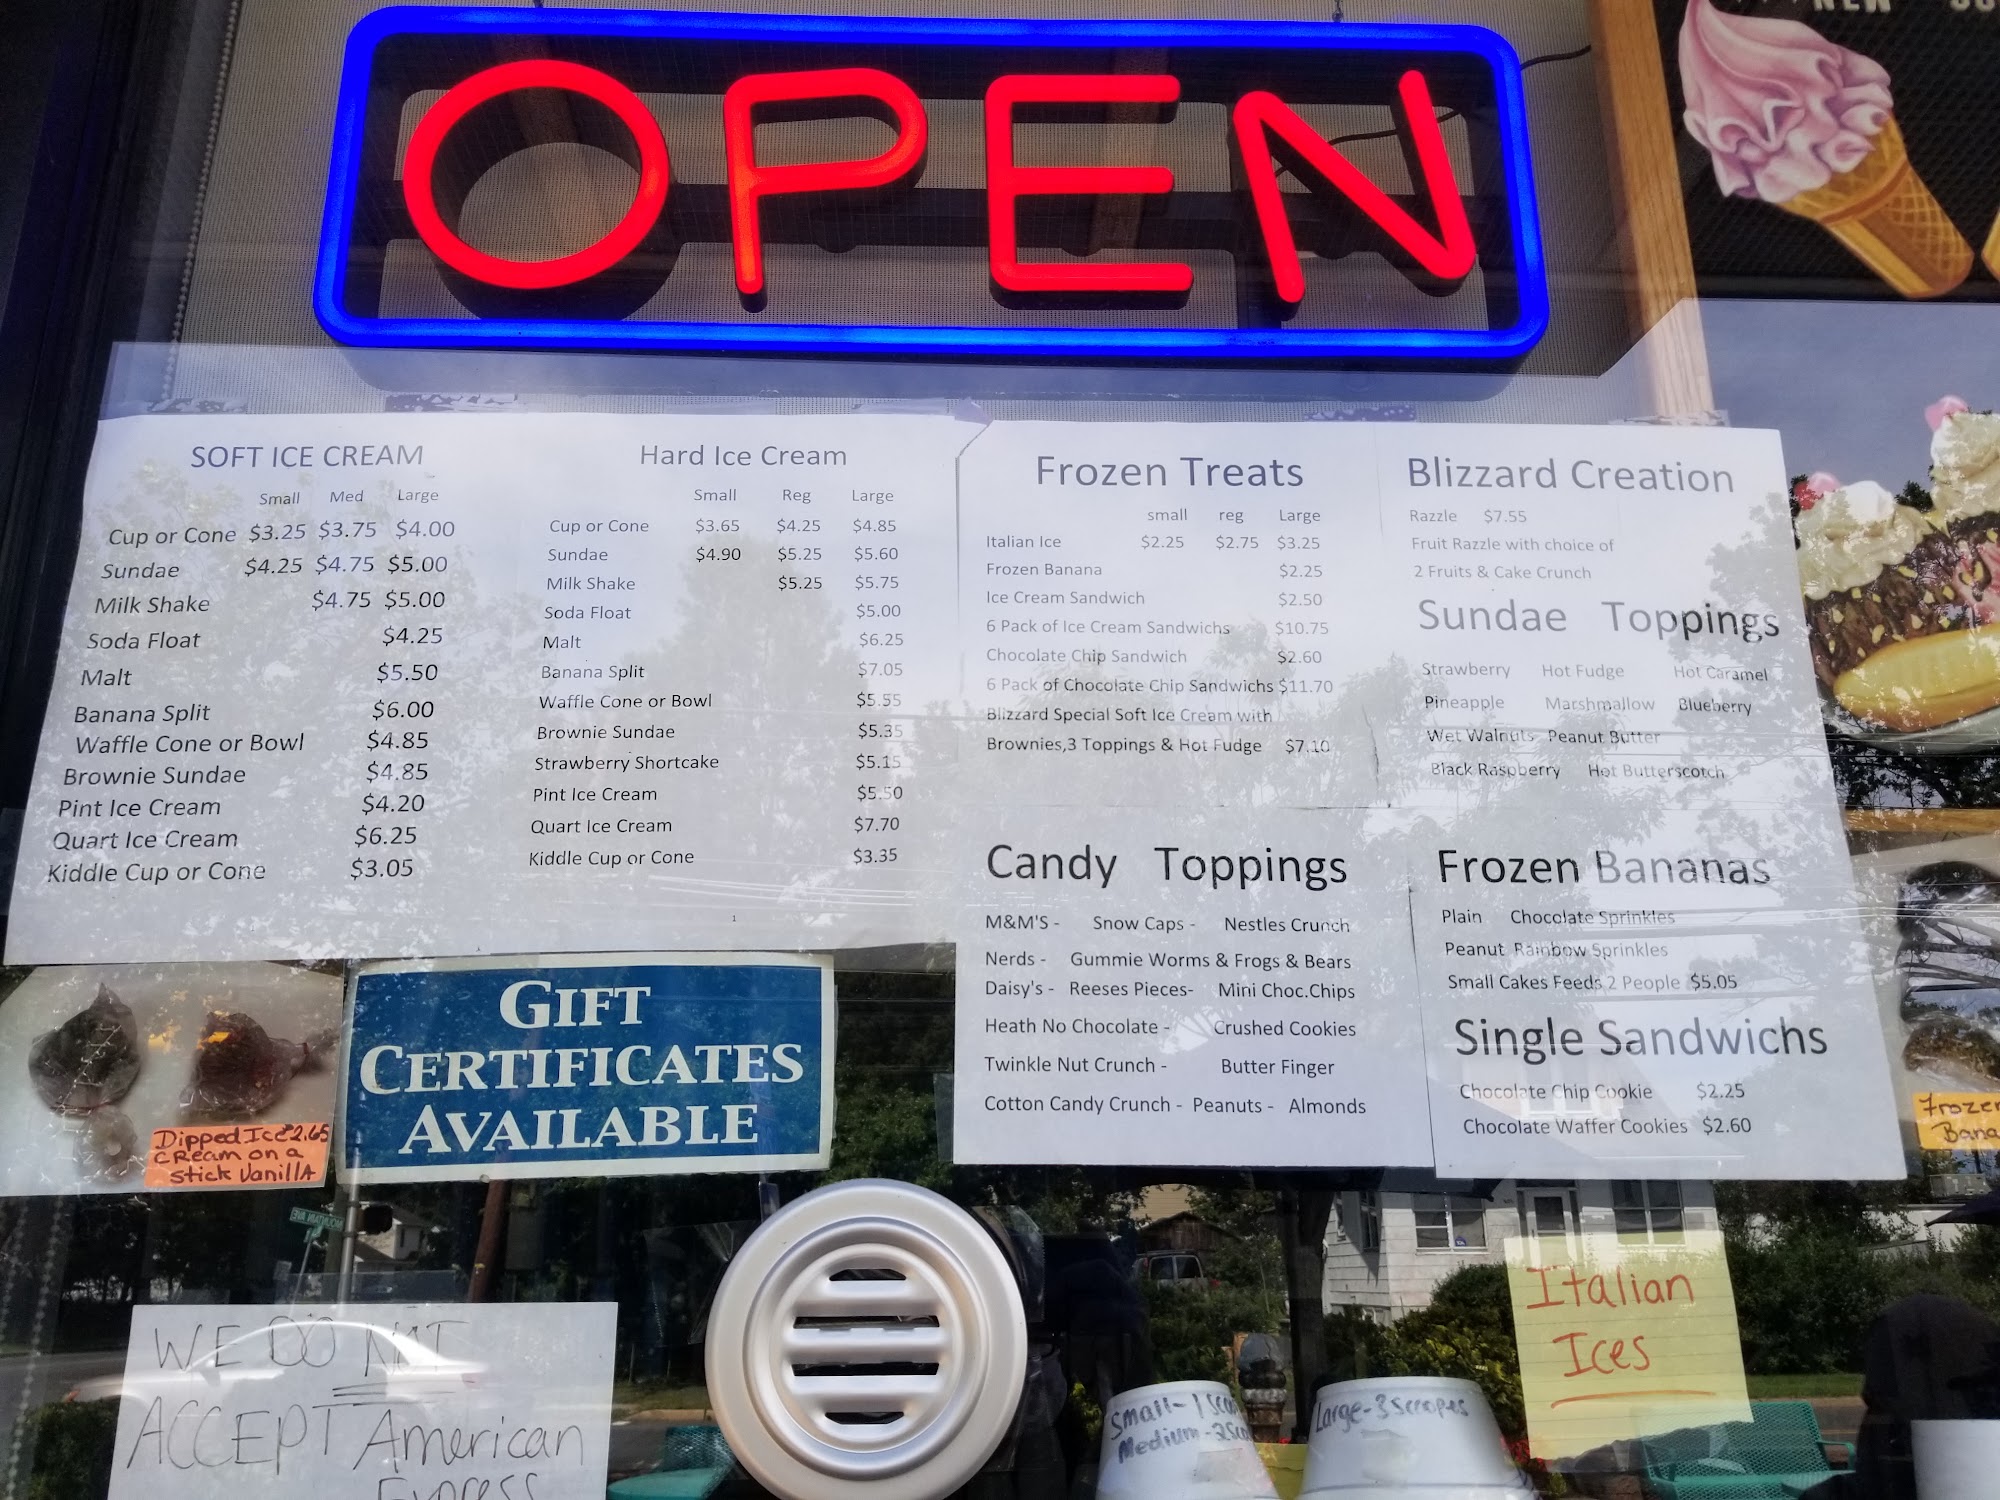 NEW
OPEN
SOFT ICE CREAM
Small Med Large
Cup or Cone $3.25 $3.75 $4.00
Sundae $4.25 $4.75 $5.00
Milk Shake $4.75 $5.00
Soda Float $4.25
Malt $5.50
Banana Split $6.00
Waffle Cone or Bowl $4.85
Brownie Sundae $4.85
Pint Ice Cream $4.20
Quart Ice Cream $6.25
Kiddle Cup or Cone $3.05
Hard Ice Cream
Small Reg Large
Cup or Cone $3.65 $4.25 $4.85
Sundae $4.90 $5.25 $5.60
Milk Shake $5.25 $5.75
Soda Float $5.00
Malt $6.25
Banana Split $7.05
Waffle Cone or Bowl $5.55
Brownie Sundae $5.35
Strawberry Shortcake $5.15
Pint Ice Cream $5.50
Quart Ice Cream $7.70
Kiddle Cup or Cone $3.35
1
Frozen Treats
small reg Large
Italian Ice $2.25 $2.75 $3.25
Frozen Banana $2.25
Ice Cream Sandwich $2.50
6 Pack of Ice Cream Sandwichs $10.75
Chocolate Chip Sandwich $2.60
6 Pack of Chocolate Chip Sandwichs $11.70
Blizzard Special Soft Ice Cream with
Brownies,3 Toppings & Hot Fudge $7.10
Blizzard Creation
Razzle $7.55
Fruit Razzle with choice of
2 Fruits & Cake Crunch
Sundae Toppings
Strawberry Hot Fudge Hot Caramel
Pineapple Marshmallow Blueberry
Wet Walnuts Peanut Butter
Black Raspberry Hot Butterscotch
Candy Toppings
M&M'S - Snow Caps - Nestles Crunch
Nerds - Gummie Worms & Frogs & Bears
Daisy's - Reeses Pieces- Mini Choc.Chips
Heath No Chocolate - Crushed Cookies
Twinkle Nut Crunch - Butter Finger
Cotton Candy Crunch - Peanuts - Almonds
Frozen Bananas
Plain Chocolate Sprinkles
Peanut Rainbow Sprinkles
Small Cakes Feeds 2 People $5.05
Single Sandwichs
Chocolate Chip Cookie $2.25
Chocolate Waffer Cookies $2.60
Dipped Ice 2.65
CReam on a
stick VanillA
GIFT
CERTIFICATES
AVAILABLE
Frozen
Bana
MOUNTAIN AVE
WE DO NOT
ACCEPT American
Express
Small-1 Sco
Medium-2Sco
Large-3 Scoops
Italian
Ices